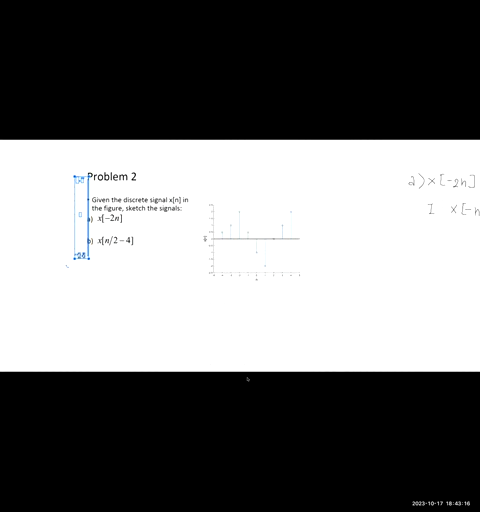 Problem 2
• Given the discrete signal x[n] in
the figure, sketch the signals:
a) x[−2n]
b) x[n/2 − 4]
a) x[-2n]
I x[-n
2023-10-17 18:43:16